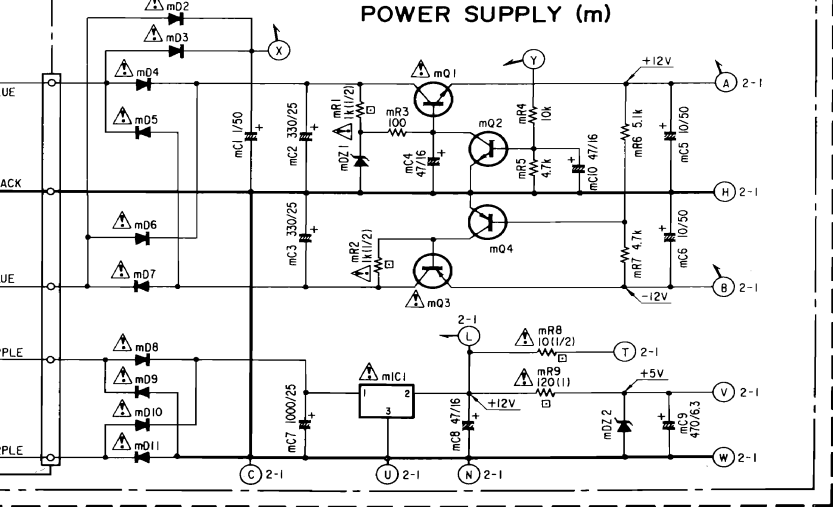 mD2
POWER SUPPLY (m)
mD3
X
Y
+12V
mD4
mQ1
A 2-1
UE
mR1
1k(1/2)
mR3
100
mR4
10k
mQ2
mR6 5.1k
mC5 10/50
mD5
mC1 1/50
mC2 330/25
mDZ1
mC4
47/16
mR5
4.7k
mC10 47/16
ACK
H 2-1
mD6
mC3 330/25
mR2
1k(1/2)
mQ4
mR7 4.7k
mC6 10/50
mD7
UE
mQ3
-12V
B 2-1
2-1
L
mR8
10(1/2)
T 2-1
mD8
PLE
mD9
mIC1
1 2
3
mR9
120(1)
+5V
V 2-1
+12V
mD10
mC7 1000/25
mC8 47/16
mDZ2
mC9
470/6.3
mD11
PLE
W 2-1
C 2-1
U 2-1
N 2-1